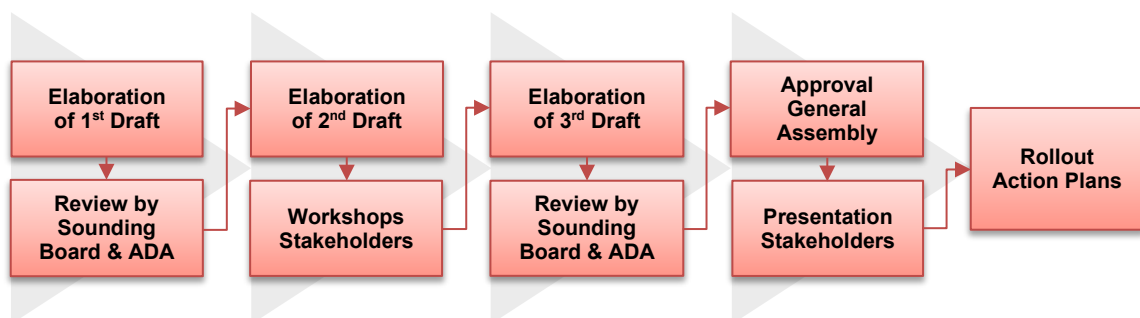 Elaboration
of 1st Draft
Review by
Sounding
Board & ADA
Elaboration
of 2nd Draft
Workshops
Stakeholders
Elaboration
of 3rd Draft
Review by
Sounding
Board & ADA
Approval
General
Assembly
Presentation
Stakeholders
Rollout
Action Plans